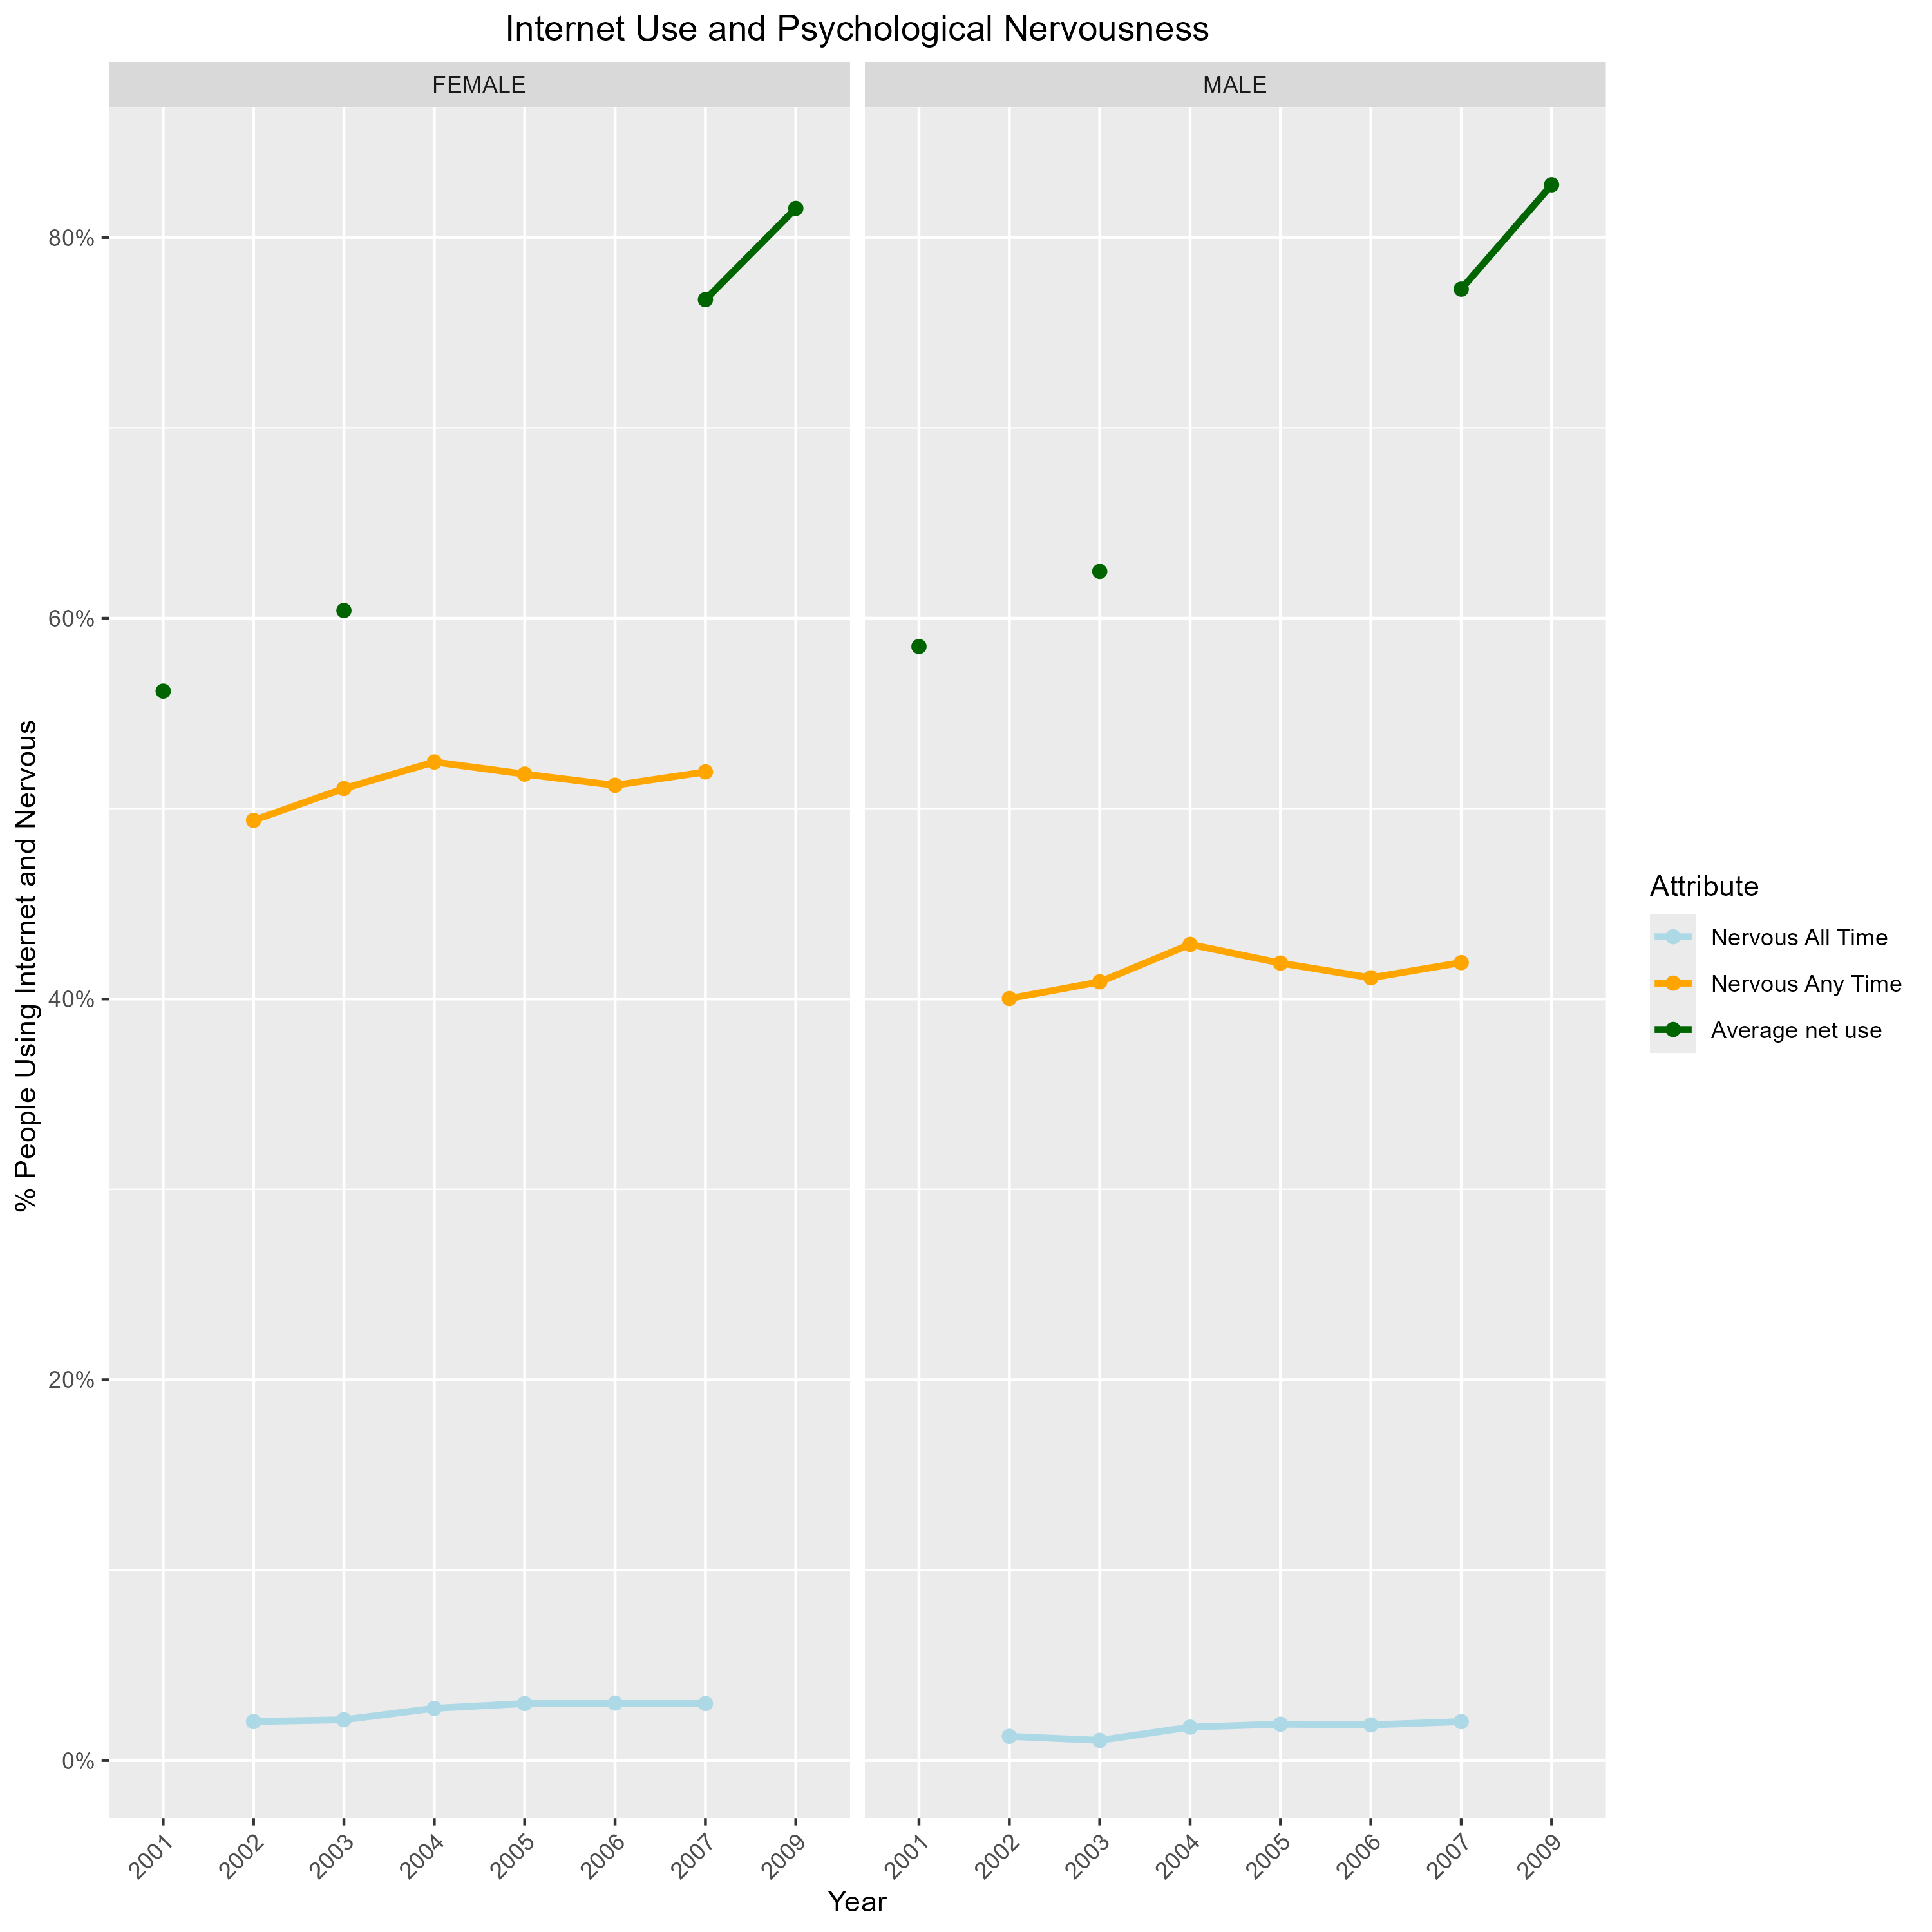 Internet Use and Psychological Nervousness
FEMALE
MALE
% People Using Internet and Nervous
80%
60%
40%
20%
0%
2001
2002
2003
2004
2005
2006
2007
2009
2001
2002
2003
2004
2005
2006
2007
2009
Year
Attribute
Nervous All Time
Nervous Any Time
Average net use